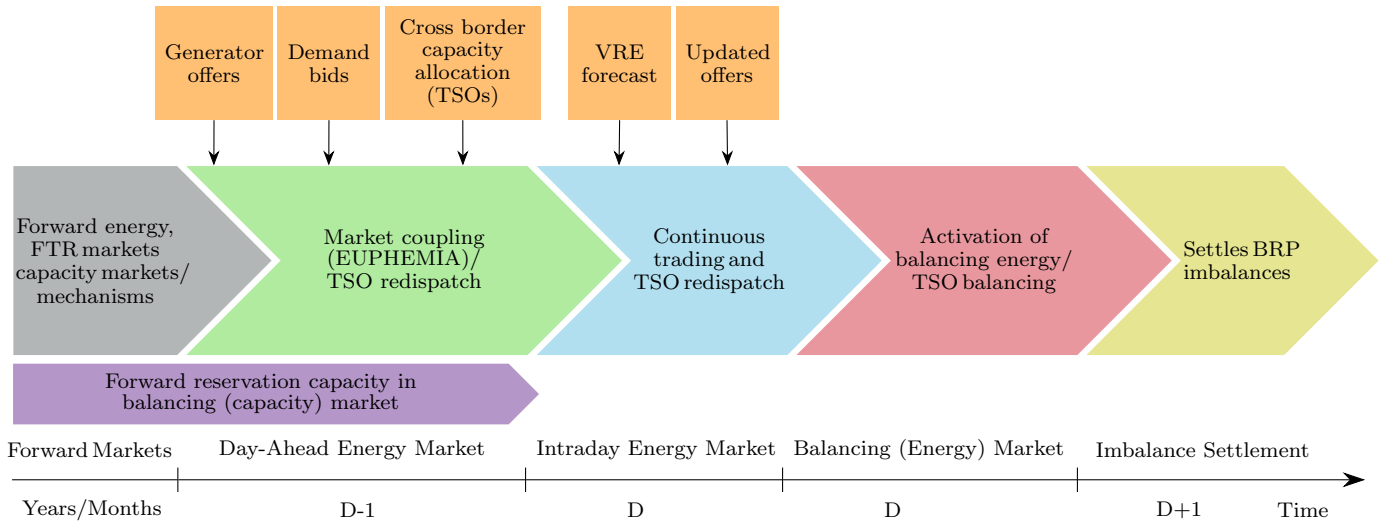 Generator
offers
Demand
bids
Cross border
capacity
allocation
(TSOs)
VRE
forecast
Updated
offers
Forward energy,
FTR markets
capacity markets/
mechanisms
Market coupling
(EUPHEMIA)/
TSO redispatch
Continuous
trading and
TSO redispatch
Activation of
balancing energy/
TSO balancing
Settles BRP
imbalances
Forward reservation capacity in
balancing (capacity) market
Forward Markets
Day-Ahead Energy Market
Intraday Energy Market
Balancing (Energy) Market
Imbalance Settlement
Years/Months
D-1
D
D
D+1
Time